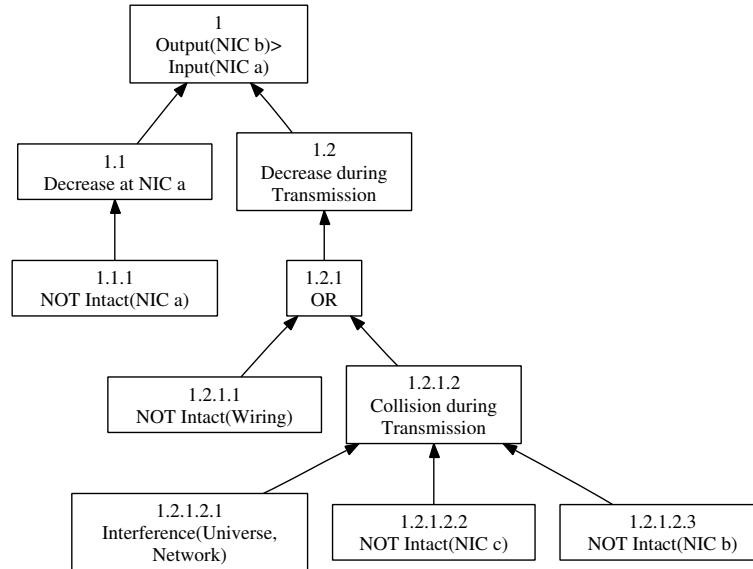 1
Output(NIC b)>
Input(NIC a)
1.1
Decrease at NIC a
1.2
Decrease during
Transmission
1.1.1
NOT Intact(NIC a)
1.2.1
OR
1.2.1.1
NOT Intact(Wiring)
1.2.1.2
Collision during
Transmission
1.2.1.2.1
Interference(Universe,
Network)
1.2.1.2.2
NOT Intact(NIC c)
1.2.1.2.3
NOT Intact(NIC b)